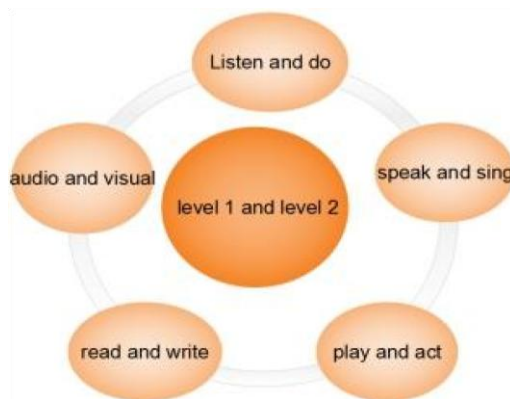 Listen and do
audio and visual
speak and sing
level 1 and level 2
read and write
play and act